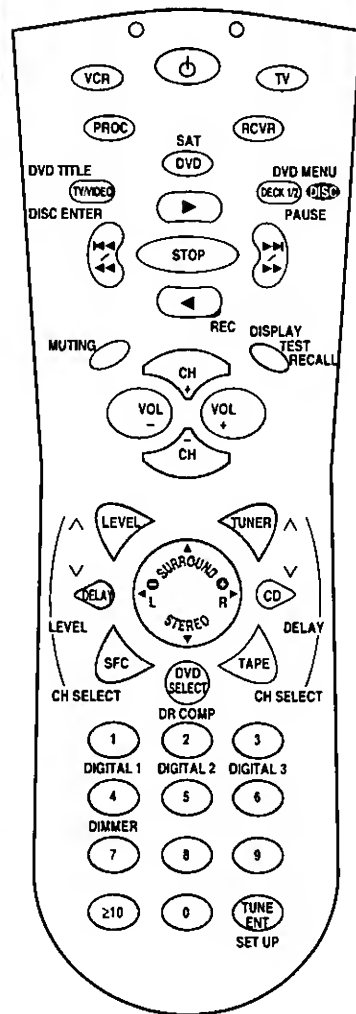 VCR
TV
PROC
RCVR
SAT
DVD
DVD TITLE
DVD MENU
TV/VIDEO
DECK 1/2
DISC
DISC ENTER
PAUSE
STOP
REC
DISPLAY
MUTING
TEST
RECALL
CH
+
VOL
−
VOL
+
−
CH
LEVEL
TUNER
SURROUND
DELAY
L
R
CD
STEREO
LEVEL
DELAY
SFC
TAPE
DVD
SELECT
CH SELECT
CH SELECT
DR COMP
1
2
3
DIGITAL 1
DIGITAL 2
DIGITAL 3
4
5
6
DIMMER
7
8
9
≥10
0
TUNE
ENT
SET UP